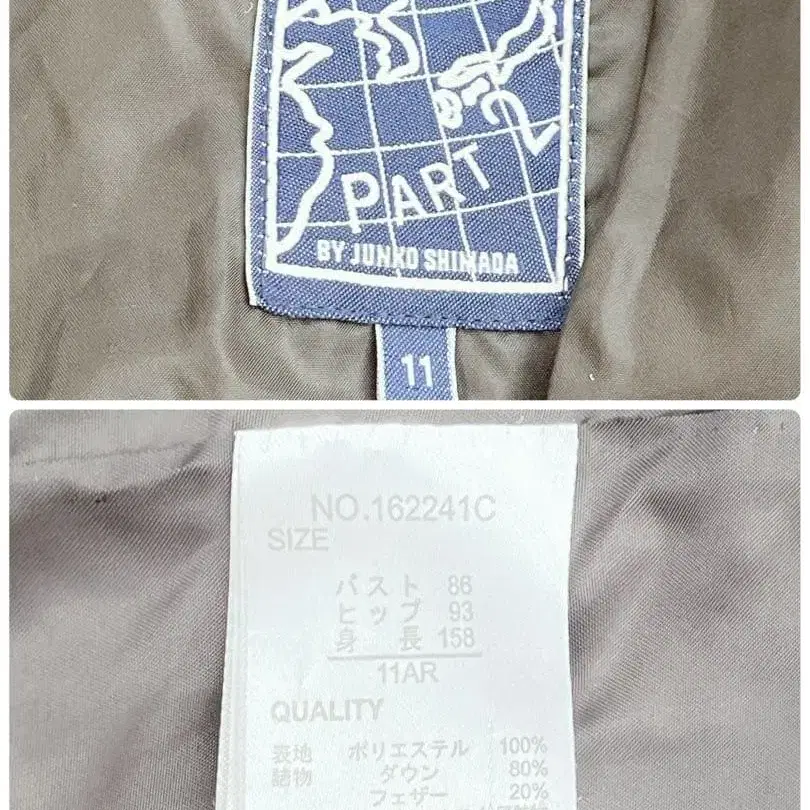 PART 2
BY JUNKO SHIMADA
11
NO.162241C
SIZE
バスト 86
ヒップ 93
身長 158
11AR
QUALITY
表地 ポリエステル 100%
詰物 ダウン 80%
フェザー 20%